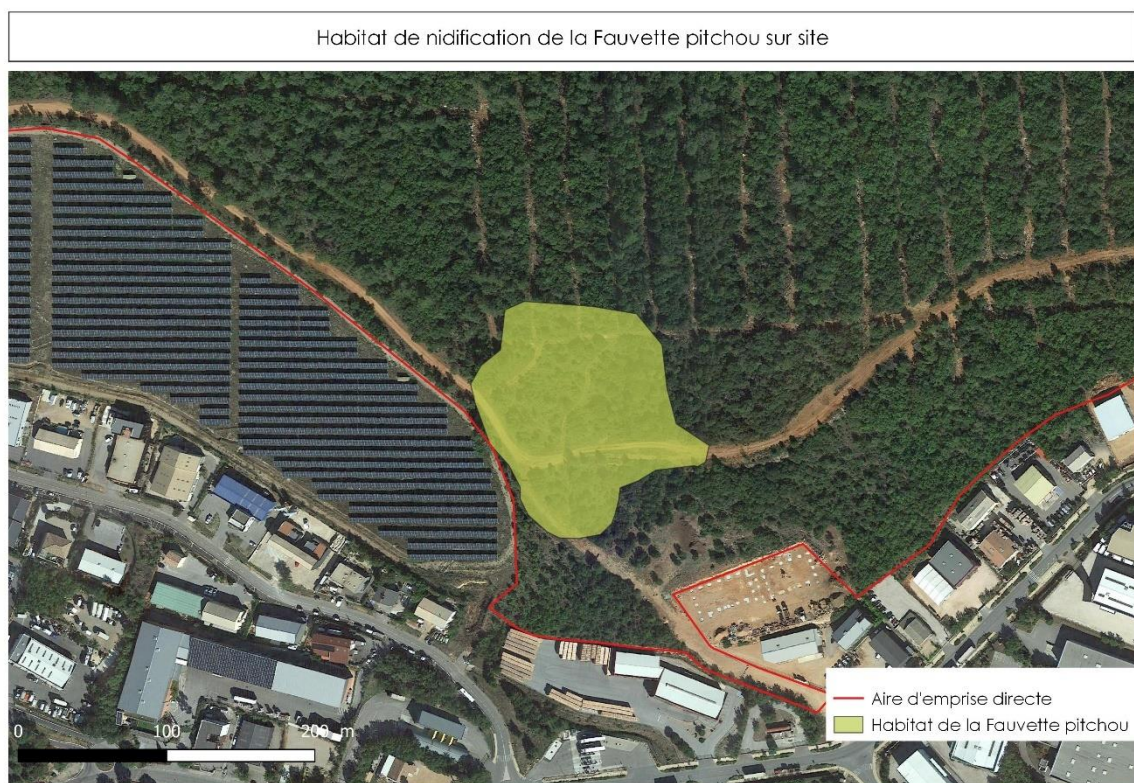 Habitat de nidification de la Fauvette pitchou sur site
Aire d'emprise directe
Habitat de la Fauvette pitchou
0 100 200 m